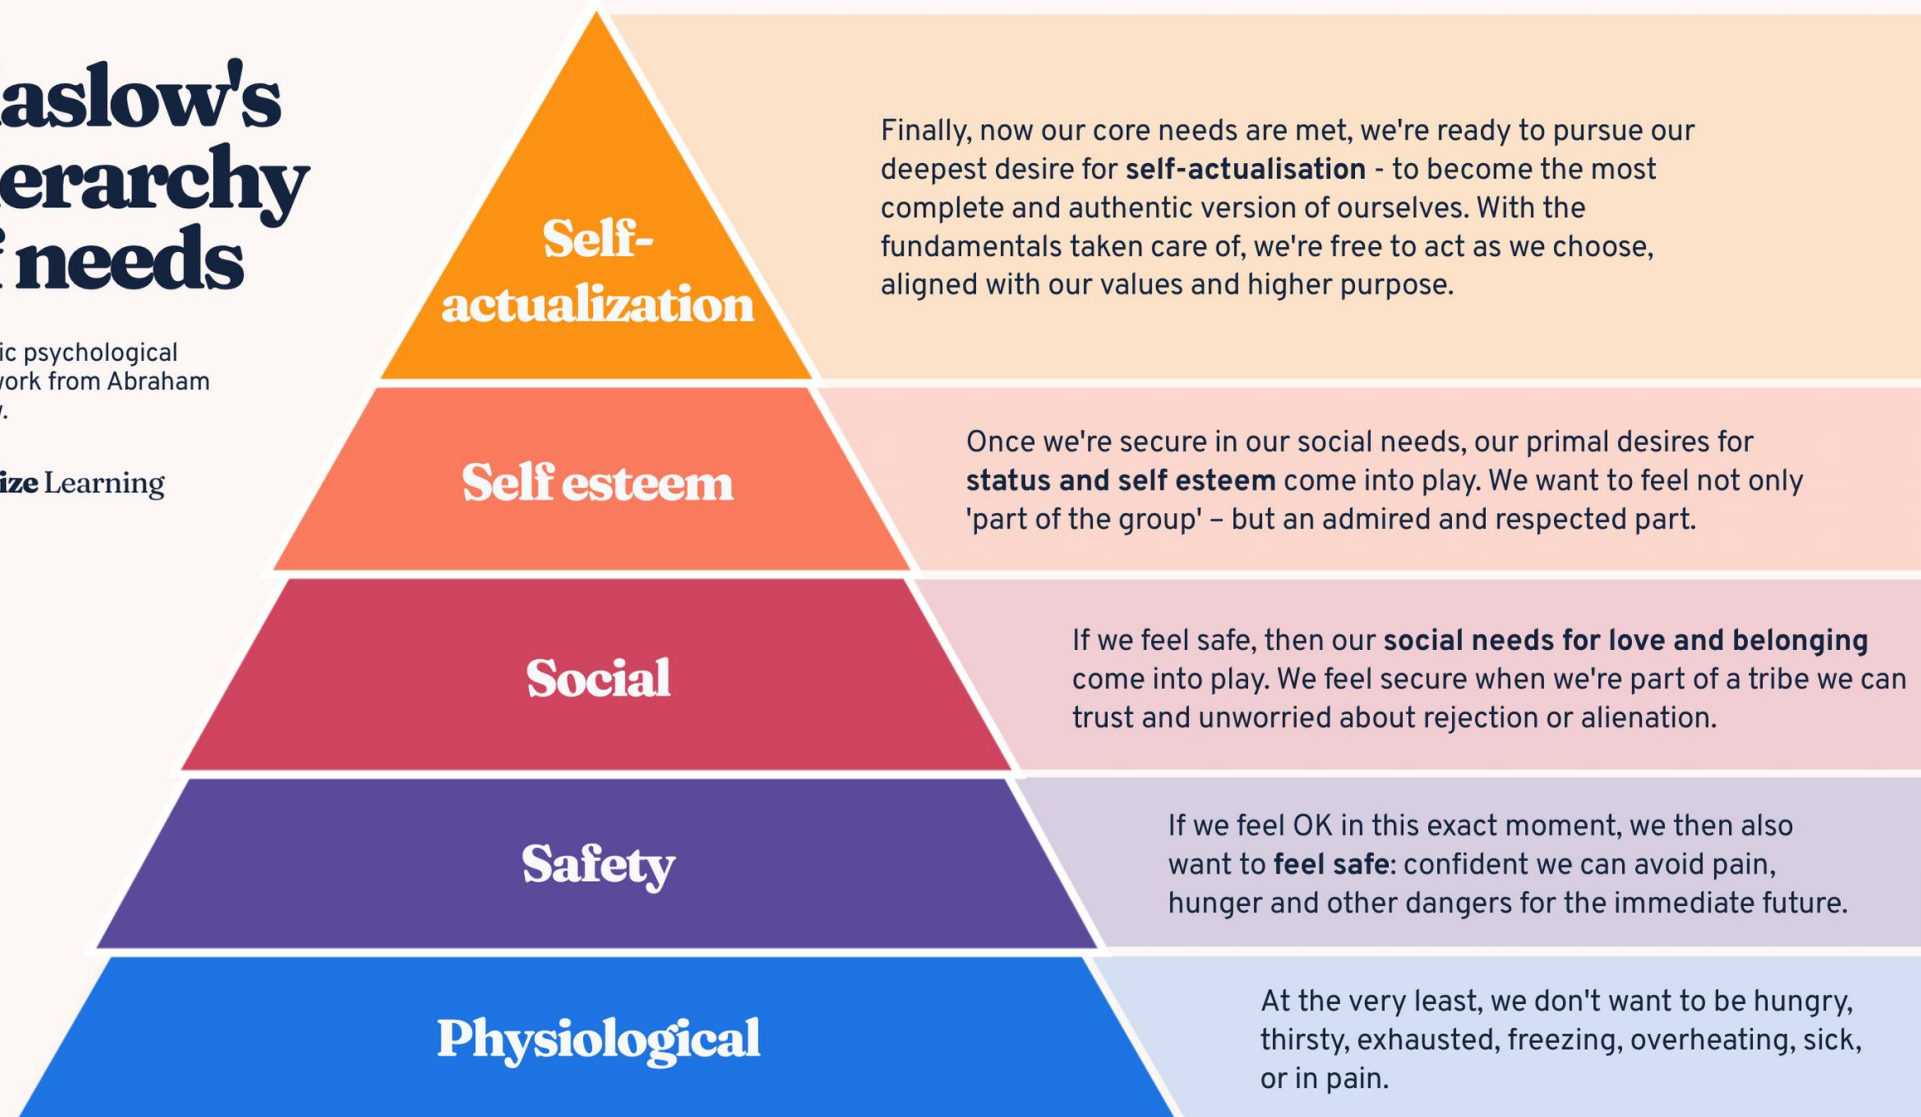 aslow's
erarchy
needs
ic psychological
work from Abraham
ize Learning
Self-
actualization
Finally, now our core needs are met, we're ready to pursue our
deepest desire for self-actualisation - to become the most
complete and authentic version of ourselves. With the
fundamentals taken care of, we're free to act as we choose,
aligned with our values and higher purpose.
Self esteem
Once we're secure in our social needs, our primal desires for
status and self esteem come into play. We want to feel not only
'part of the group' – but an admired and respected part.
Social
If we feel safe, then our social needs for love and belonging
come into play. We feel secure when we're part of a tribe we can
trust and unworried about rejection or alienation.
Safety
If we feel OK in this exact moment, we then also
want to feel safe: confident we can avoid pain,
hunger and other dangers for the immediate future.
Physiological
At the very least, we don't want to be hungry,
thirsty, exhausted, freezing, overheating, sick,
or in pain.